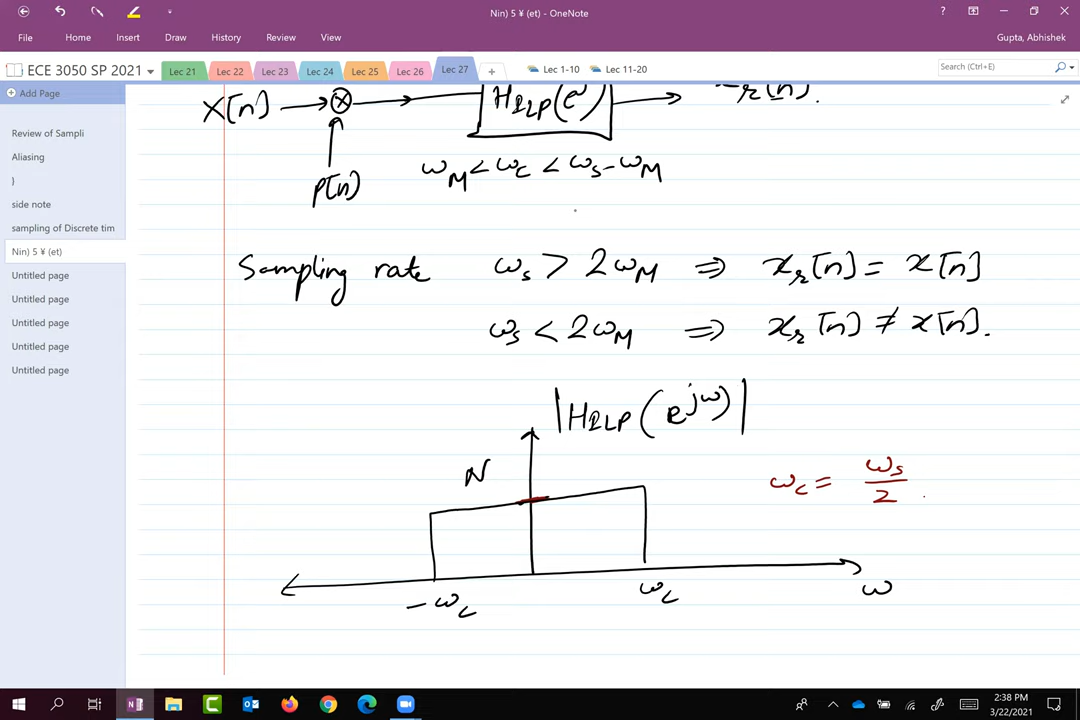 Nin) 5 ¥ (et) - OneNote
?
Gupta, Abhishek
File Home Insert Draw History Review View
ECE 3050 SP 2021
Lec 21 Lec 22 Lec 23 Lec 24 Lec 25 Lec 26 Lec 27 + Lec 1-10 Lec 11-20
Search (Ctrl+E)
Add Page
Review of Sampli
Aliasing
}
side note
sampling of Discrete tim
Nin) 5 ¥ (et)
Untitled page
Untitled page
Untitled page
Untitled page
Untitled page
x[n] → ⊗ → H_ILP(e^j) → x_r[n].
p[n]
ω_M < ω_c < ω_s - ω_M
Sampling rate ω_s > 2ω_M ⇒ x_r[n] = x[n]
ω_s < 2ω_M ⇒ x_r[n] ≠ x[n].
|H_ILP(e^jω)|
N
ω_c = ω_s/2
-ω_c ω_c ω
2:38 PM
3/22/2021